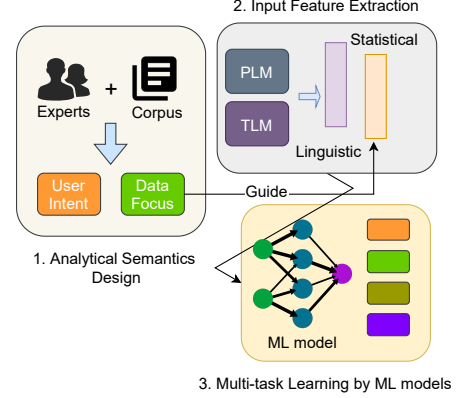 2. Input Feature Extraction
Statistical
PLM
TLM
Linguistic
Experts
+
Corpus
User
Intent
Data
Focus
Guide
1. Analytical Semantics
Design
ML model
3. Multi-task Learning by ML models